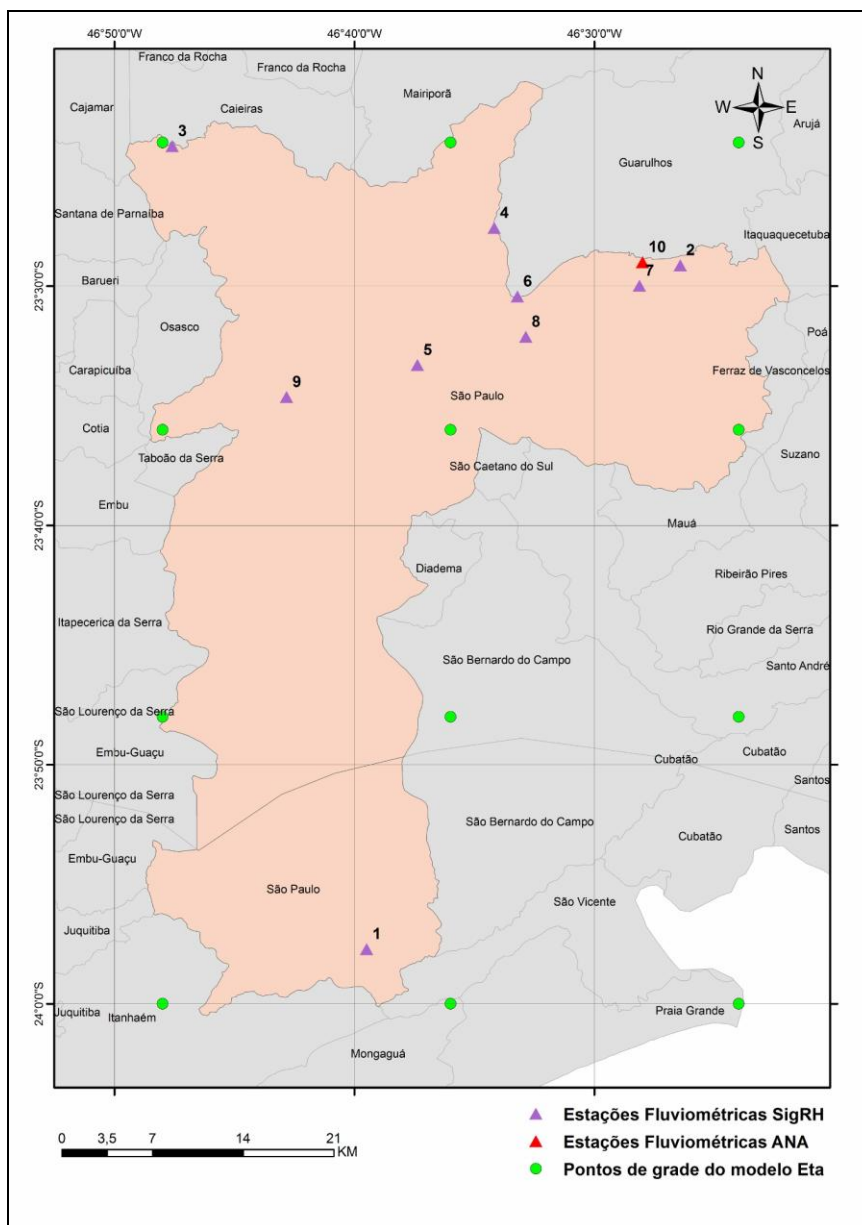 46°50'0"W 46°40'0"W 46°30'0"W
Franco da Rocha
Franco da Rocha
Mairiporã
N
W E
S
Cajamar
Caieiras
Arujá
3
Guarulhos
Santana de Parnaíba
4
Itaquaquecetuba
10
2
Barueri
23°30'0"S
6
7
Osasco
8
Poá
5
Carapicuíba
Ferraz de Vasconcelos
9
São Paulo
Cotia
Taboão da Serra
São Caetano do Sul
Suzano
Embu
23°40'0"S
Mauá
Diadema
Ribeirão Pires
Itapecerica da Serra
Rio Grande da Serra
São Bernardo do Campo
Santo André
São Lourenço da Serra
Embu-Guaçu
Cubatão
Cubatão
23°50'0"S
Santos
São Lourenço da Serra
São Lourenço da Serra
São Bernardo do Campo
Santos
Cubatão
Embu-Guaçu
São Paulo
São Vicente
Juquitiba
1
24°0'0"S
Juquitiba
Itanhaém
Praia Grande
Mongaguá
Estações Fluviométricas SigRH
0 3,5 7 14 21
KM
Estações Fluviométricas ANA
Pontos de grade do modelo Eta